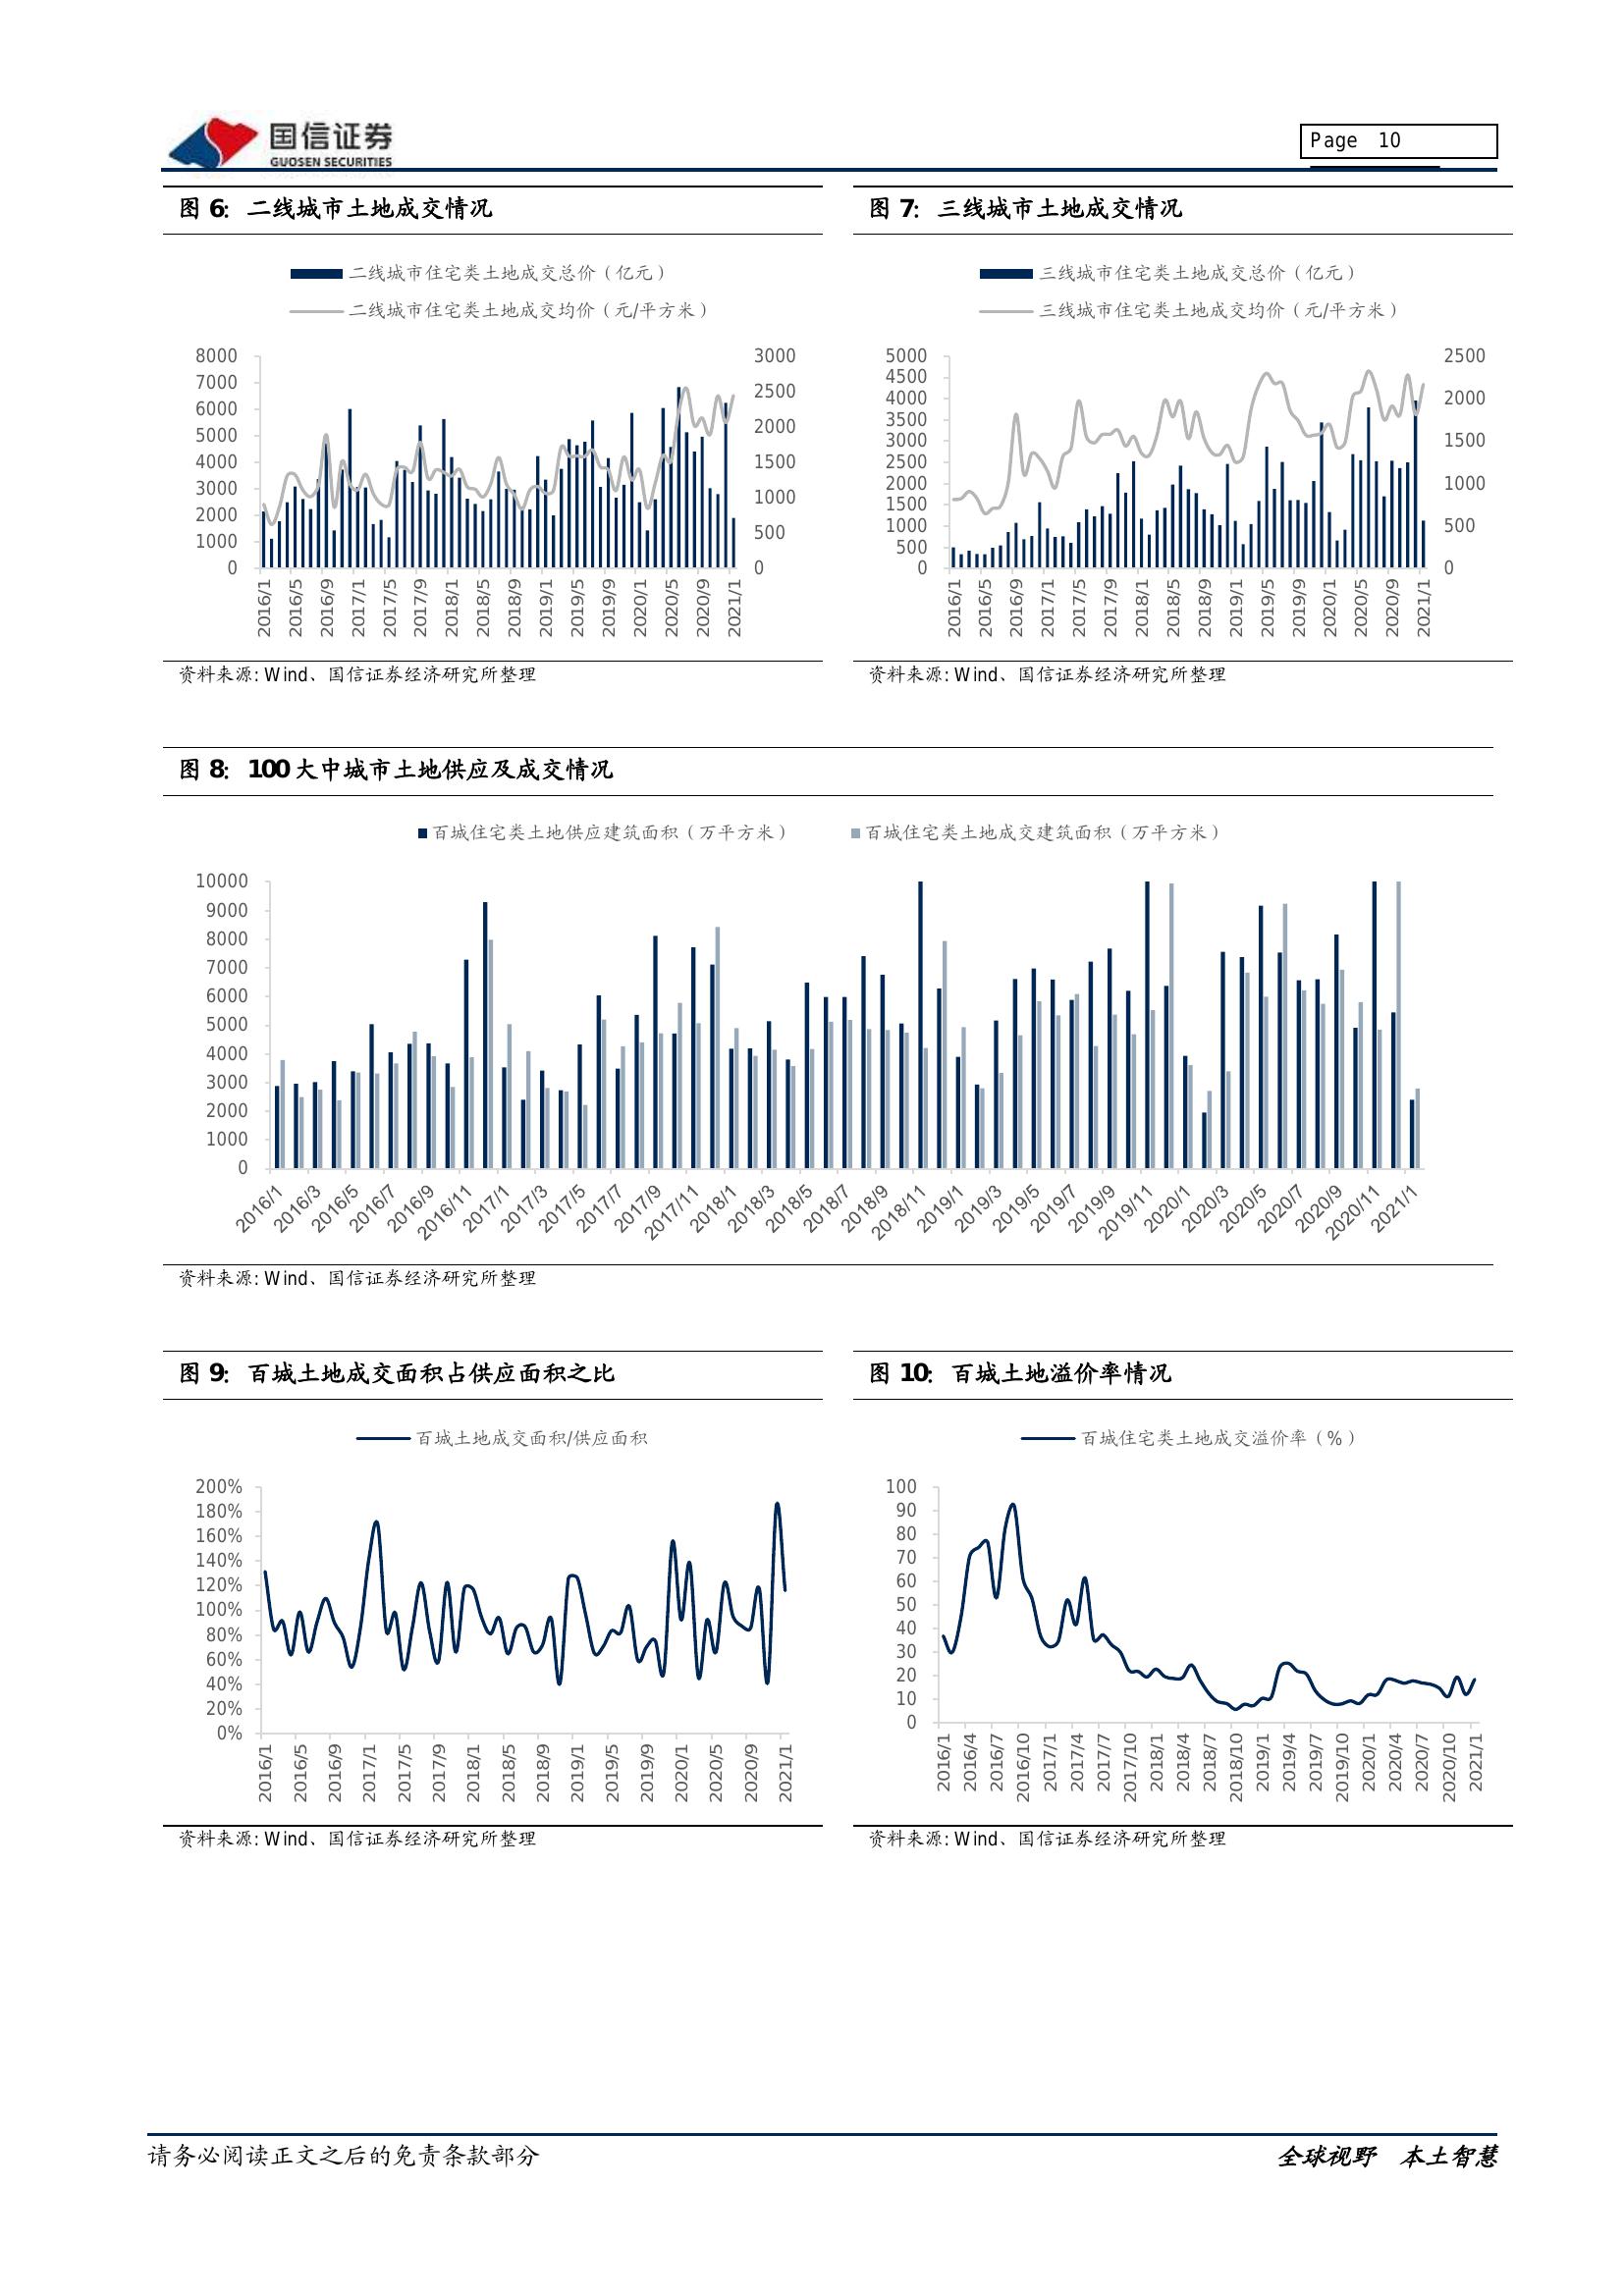 国信证券
GUOSEN SECURITIES
Page 10
图 6：二线城市土地成交情况
二线城市住宅类土地成交总价（亿元）
二线城市住宅类土地成交均价（元/平方米）
8000
7000
6000
5000
4000
3000
2000
1000
0
3000
2500
2000
1500
1000
500
0
2016/1 2016/5 2016/9 2017/1 2017/5 2017/9 2018/1 2018/5 2018/9 2019/1 2019/5 2019/9 2020/1 2020/5 2020/9 2021/1
资料来源: Wind、国信证券经济研究所整理
图 7：三线城市土地成交情况
三线城市住宅类土地成交总价（亿元）
三线城市住宅类土地成交均价（元/平方米）
5000
4500
4000
3500
3000
2500
2000
1500
1000
500
0
2500
2000
1500
1000
500
0
2016/1 2016/5 2016/9 2017/1 2017/5 2017/9 2018/1 2018/5 2018/9 2019/1 2019/5 2019/9 2020/1 2020/5 2020/9 2021/1
资料来源: Wind、国信证券经济研究所整理
图 8：100 大中城市土地供应及成交情况
百城住宅类土地供应建筑面积（万平方米） 百城住宅类土地成交建筑面积（万平方米）
10000
9000
8000
7000
6000
5000
4000
3000
2000
1000
0
2016/1 2016/3 2016/5 2016/7 2016/9 2016/11 2017/1 2017/3 2017/5 2017/7 2017/9 2017/11 2018/1 2018/3 2018/5 2018/7 2018/9 2018/11 2019/1 2019/3 2019/5 2019/7 2019/9 2019/11 2020/1 2020/3 2020/5 2020/7 2020/9 2020/11 2021/1
资料来源: Wind、国信证券经济研究所整理
图 9：百城土地成交面积占供应面积之比
百城土地成交面积/供应面积
200%
180%
160%
140%
120%
100%
80%
60%
40%
20%
0%
2016/1 2016/5 2016/9 2017/1 2017/5 2017/9 2018/1 2018/5 2018/9 2019/1 2019/5 2019/9 2020/1 2020/5 2020/9 2021/1
资料来源: Wind、国信证券经济研究所整理
图 10：百城土地溢价率情况
百城住宅类土地成交溢价率（%）
100
90
80
70
60
50
40
30
20
10
0
2016/1 2016/4 2016/7 2016/10 2017/1 2017/4 2017/7 2017/10 2018/1 2018/4 2018/7 2018/10 2019/1 2019/4 2019/7 2019/10 2020/1 2020/4 2020/7 2020/10 2021/1
资料来源: Wind、国信证券经济研究所整理
请务必阅读正文之后的免责条款部分
全球视野 本土智慧